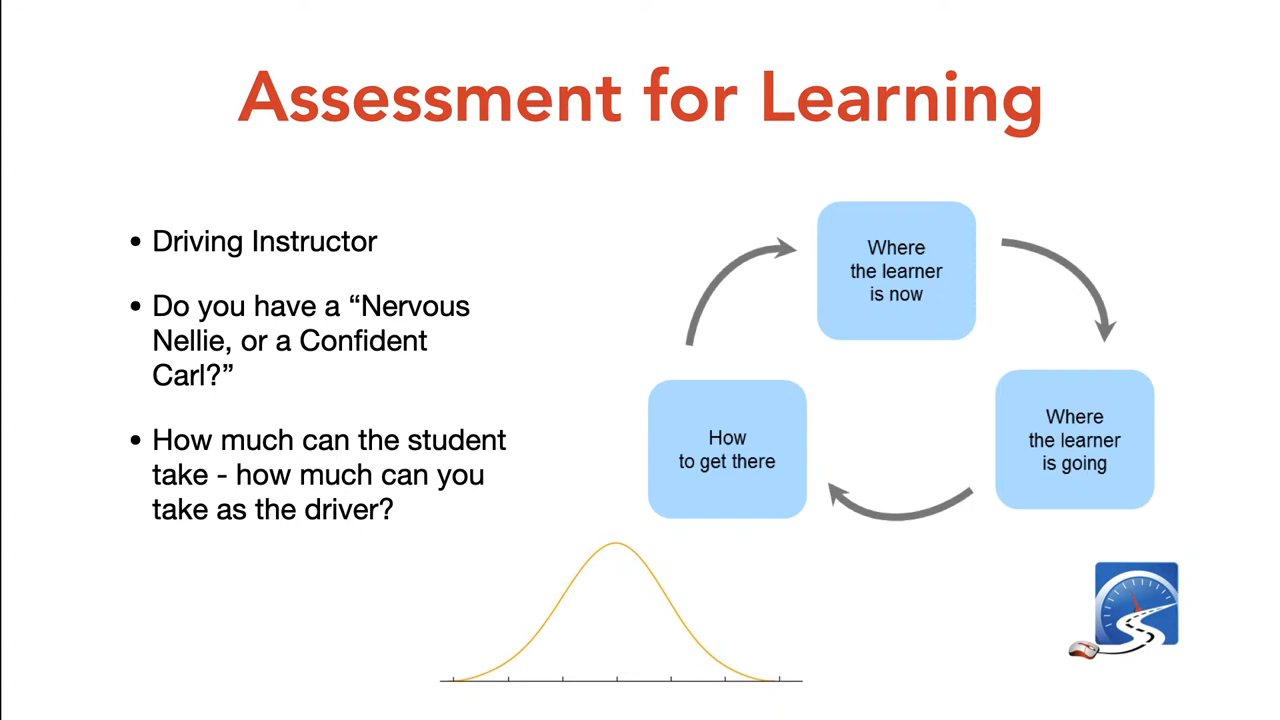 Assessment for Learning
• Driving Instructor
• Do you have a “Nervous
Nellie, or a Confident
Carl?”
• How much can the student
take - how much can you
take as the driver?
Where
the learner
is now
Where
the learner
is going
How
to get there